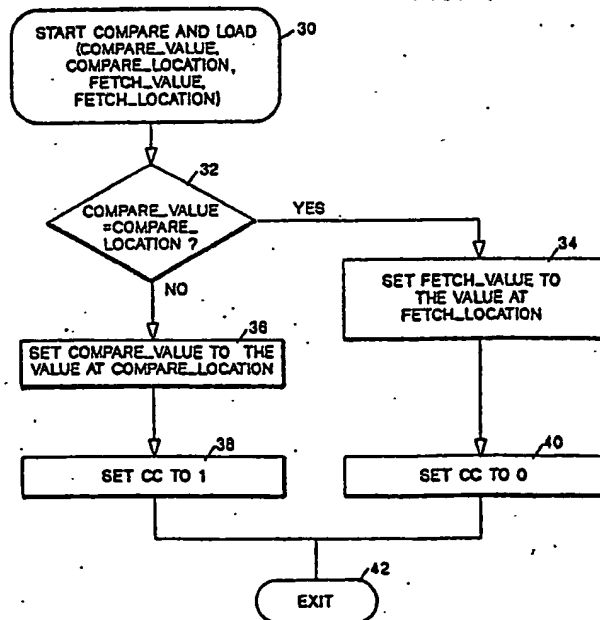 START COMPARE AND LOAD
(COMPARE_VALUE,
COMPARE_LOCATION,
FETCH_VALUE,
FETCH_LOCATION)
30
32
COMPARE_VALUE
=COMPARE_
LOCATION ?
YES
NO
34
SET FETCH_VALUE TO
THE VALUE AT
FETCH_LOCATION
36
SET COMPARE_VALUE TO THE
VALUE AT COMPARE_LOCATION
38
SET CC TO 1
40
SET CC TO 0
42
EXIT